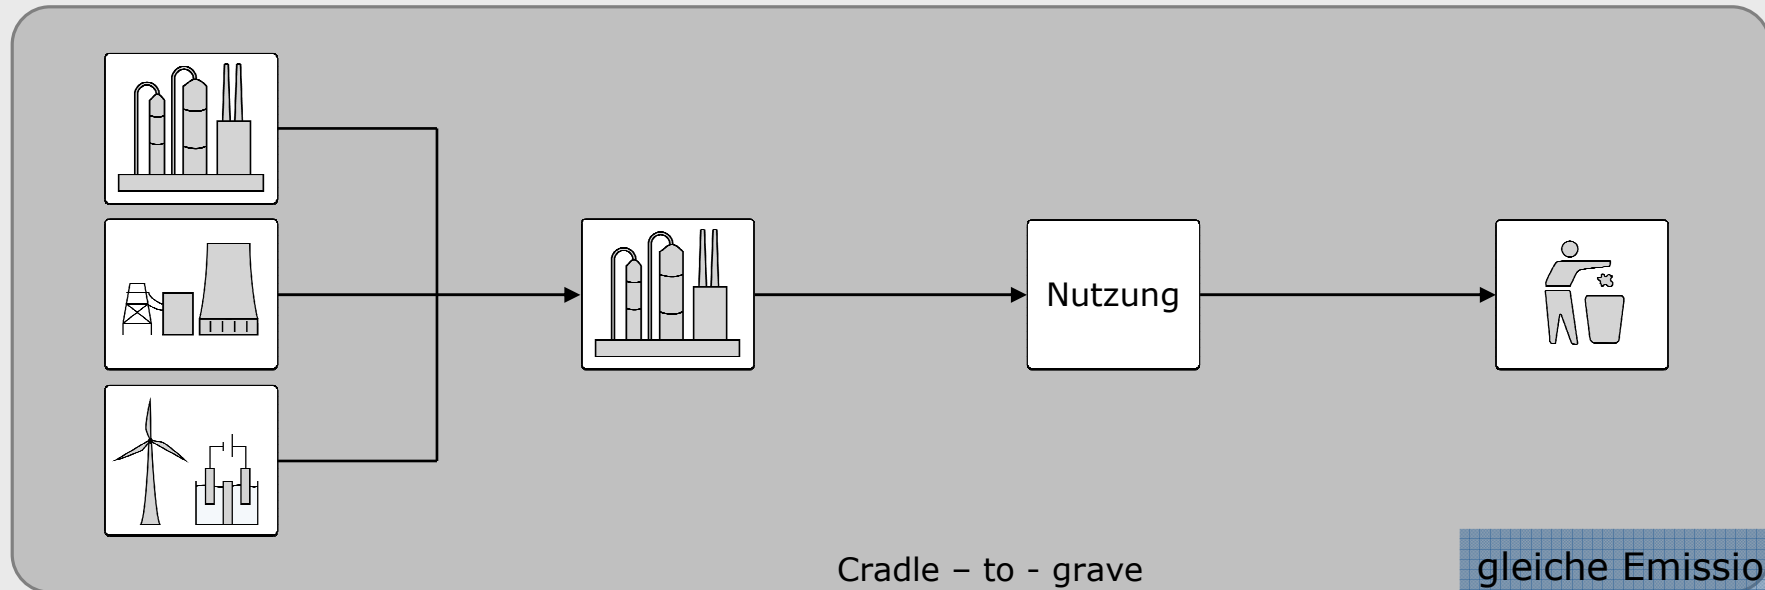 Nutzung
Cradle – to - grave
gleiche Emissio